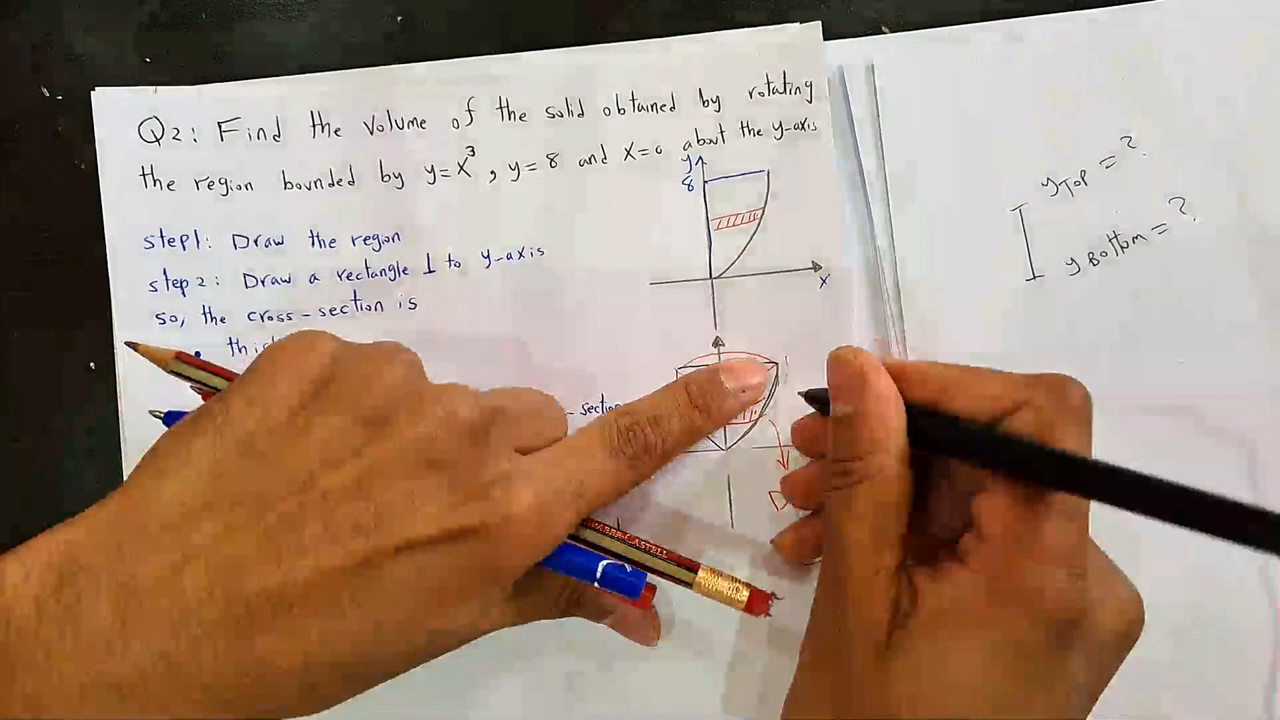 Q2: Find the volume of the solid obtained by rotating
the region bounded by y=x³, y=8 and x=0 about the y-axis
step1: Draw the region
step2: Draw a rectangle ⊥ to y-axis
so, the cross-section is
y
8
x
D
y Top = ?
y Bottom = ?
FABER-CASTELL